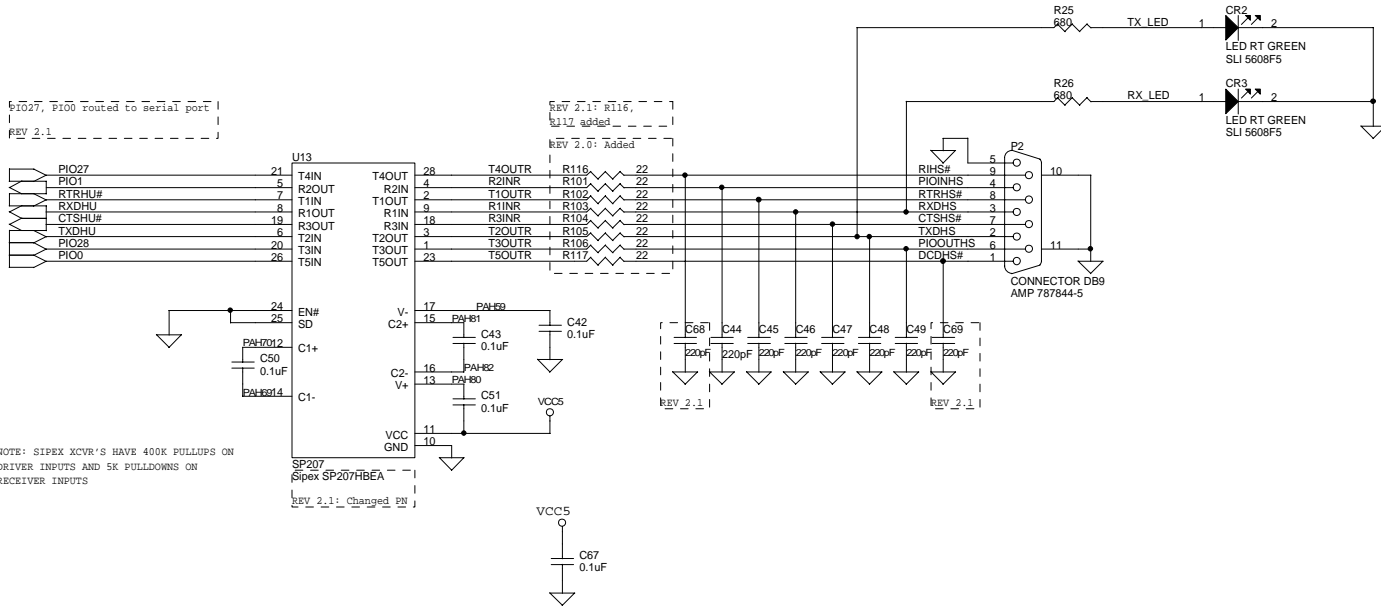 R25
680
TX_LED
1
CR2
2
LED RT GREEN
SLI 5608F5
R26
680
RX_LED
1
CR3
2
LED RT GREEN
SLI 5608F5
PIO27, PIO0 routed to serial port
REV 2.1
REV 2.1: R116,
R117 added
REV 2.0: Added
U13
P2
PIO27 21 T4IN T4OUT 28 T4OUTR R116 22 RIHS# 9
PIO1 5 R2OUT R2IN 4 R2INR R101 22 PIOINHS 4
RTRHU# 7 T1IN T1OUT 2 T1OUTR R102 22 RTRHS# 8
RXDHU 8 R1OUT R1IN 9 R1INR R103 22 RXDHS 3
CTSHU# 19 R3OUT R3IN 18 R3INR R104 22 CTSHS# 7
TXDHU 6 T2IN T2OUT 3 T2OUTR R105 22 TXDHS 2
PIO28 20 T3IN T3OUT 1 T3OUTR R106 22 PIOOUTHS 6
PIO0 26 T5IN T5OUT 23 T5OUTR R117 22 DCDHS# 1
5
10
11
CONNECTOR DB9
AMP 787844-5
24 EN#
25 SD
PAH70 12 C1+
C50
0.1uF
PAH69 14 C1-
V- 17 PAH59
C2+ 15 PAH81
C43
0.1uF
C42
0.1uF
C2- 16 PAH82
V+ 13 PAH80
C51
0.1uF
VCC5
VCC 11
GND 10
SP207
Sipex SP207HBEA
REV 2.1: Changed PN
C68 C44 C45 C46 C47 C48 C49 C69
220pF 220pF 220pF 220pF 220pF 220pF 220pF 220pF
REV 2.1
REV 2.1
NOTE: SIPEX XCVR'S HAVE 400K PULLUPS ON
DRIVER INPUTS AND 5K PULLDOWNS ON
RECEIVER INPUTS
VCC5
C67
0.1uF